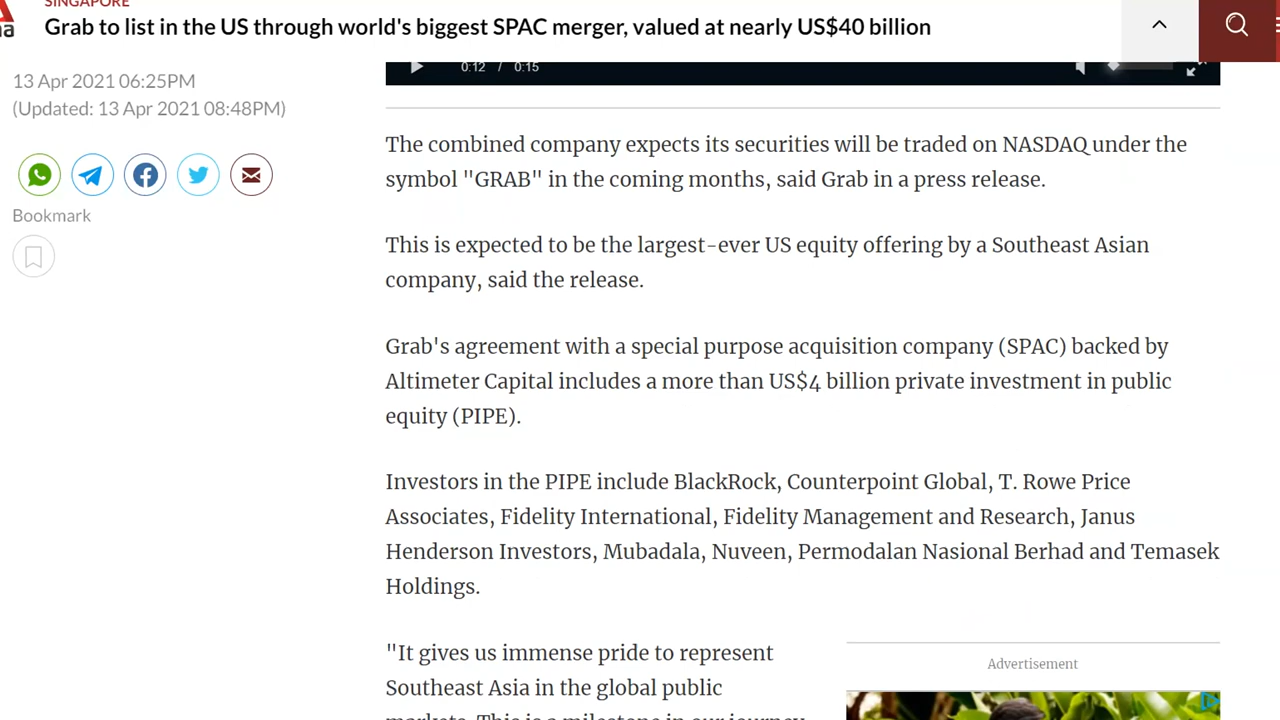 SINGAPORE
Grab to list in the US through world's biggest SPAC merger, valued at nearly US$40 billion
13 Apr 2021 06:25PM
(Updated: 13 Apr 2021 08:48PM)
Bookmark
0:12 / 0:15
The combined company expects its securities will be traded on NASDAQ under the
symbol "GRAB" in the coming months, said Grab in a press release.
This is expected to be the largest-ever US equity offering by a Southeast Asian
company, said the release.
Grab's agreement with a special purpose acquisition company (SPAC) backed by
Altimeter Capital includes a more than US$4 billion private investment in public
equity (PIPE).
Investors in the PIPE include BlackRock, Counterpoint Global, T. Rowe Price
Associates, Fidelity International, Fidelity Management and Research, Janus
Henderson Investors, Mubadala, Nuveen, Permodalan Nasional Berhad and Temasek
Holdings.
"It gives us immense pride to represent
Southeast Asia in the global public
markets. This is a milestone in our journey
Advertisement